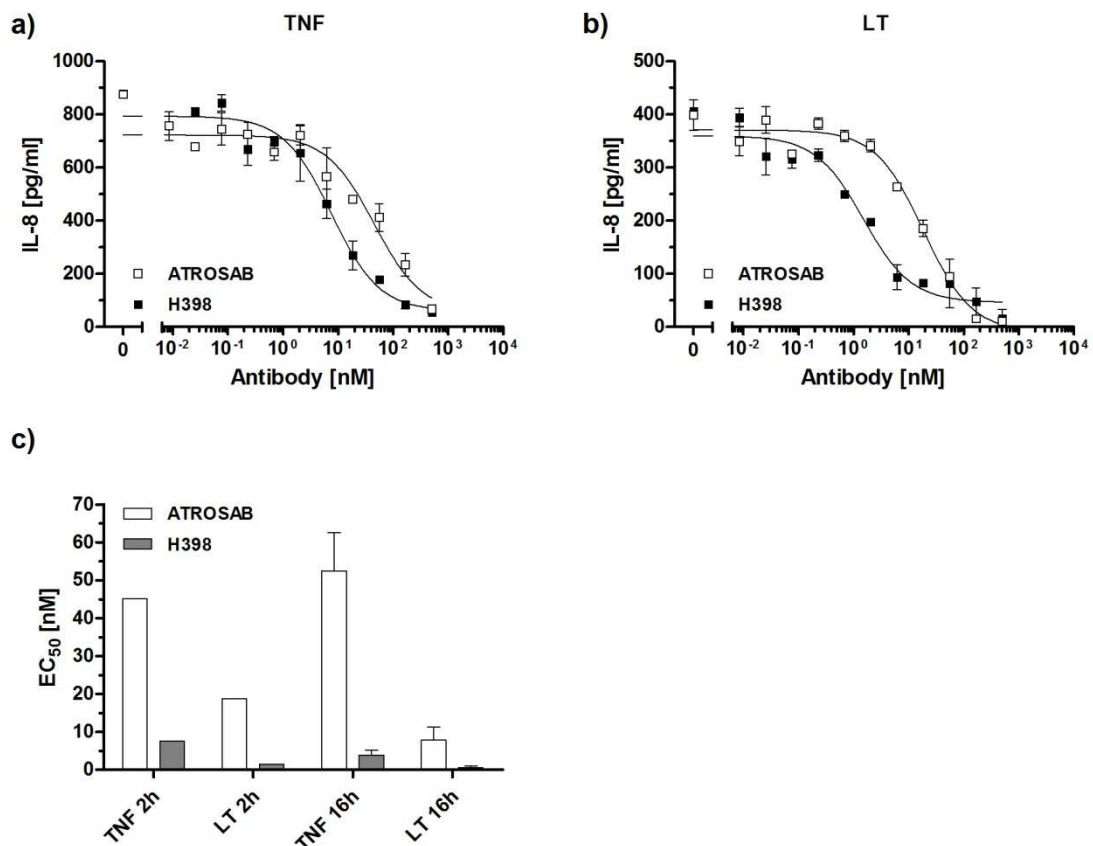 a)
TNF
1000
800
600
400
200
0
IL-8 [pg/ml]
ATROSAB
H398
0
10-2 10-1 100 101 102 103 104
Antibody [nM]
b)
LT
500
400
300
200
100
0
IL-8 [pg/ml]
ATROSAB
H398
0
10-2 10-1 100 101 102 103 104
Antibody [nM]
c)
70
60
50
40
30
20
10
0
EC50 [nM]
ATROSAB
H398
TNF 2h
LT 2h
TNF 16h
LT 16h